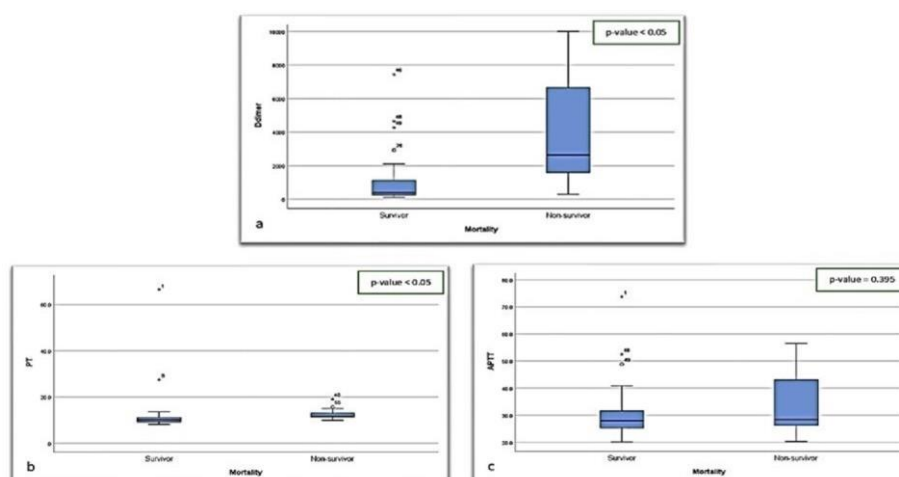 p-value < 0.05
10000
8000
6000
4000
2000
0
Ddimer
Survivor
Non-survivor
Mortality
a
p-value < 0.05
60.0
40.0
20.0
0
PT
Survivor
Non-survivor
Mortality
b
p-value = 0.395
80.0
70.0
60.0
50.0
40.0
30.0
20.0
APTT
Survivor
Non-survivor
Mortality
c